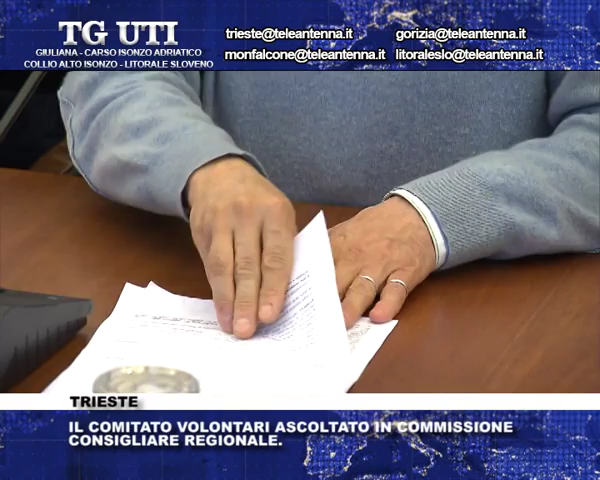 TG UTI
GIULIANA - CARSO ISONZO ADRIATICO
COLLIO ALTO ISONZO - LITORALE SLOVENO
trieste@teleantenna.it
gorizia@teleantenna.it
monfalcone@teleantenna.it
litoraleslo@teleantenna.it
TRIESTE
IL COMITATO VOLONTARI ASCOLTATO IN COMMISSIONE
CONSIGLIARE REGIONALE.